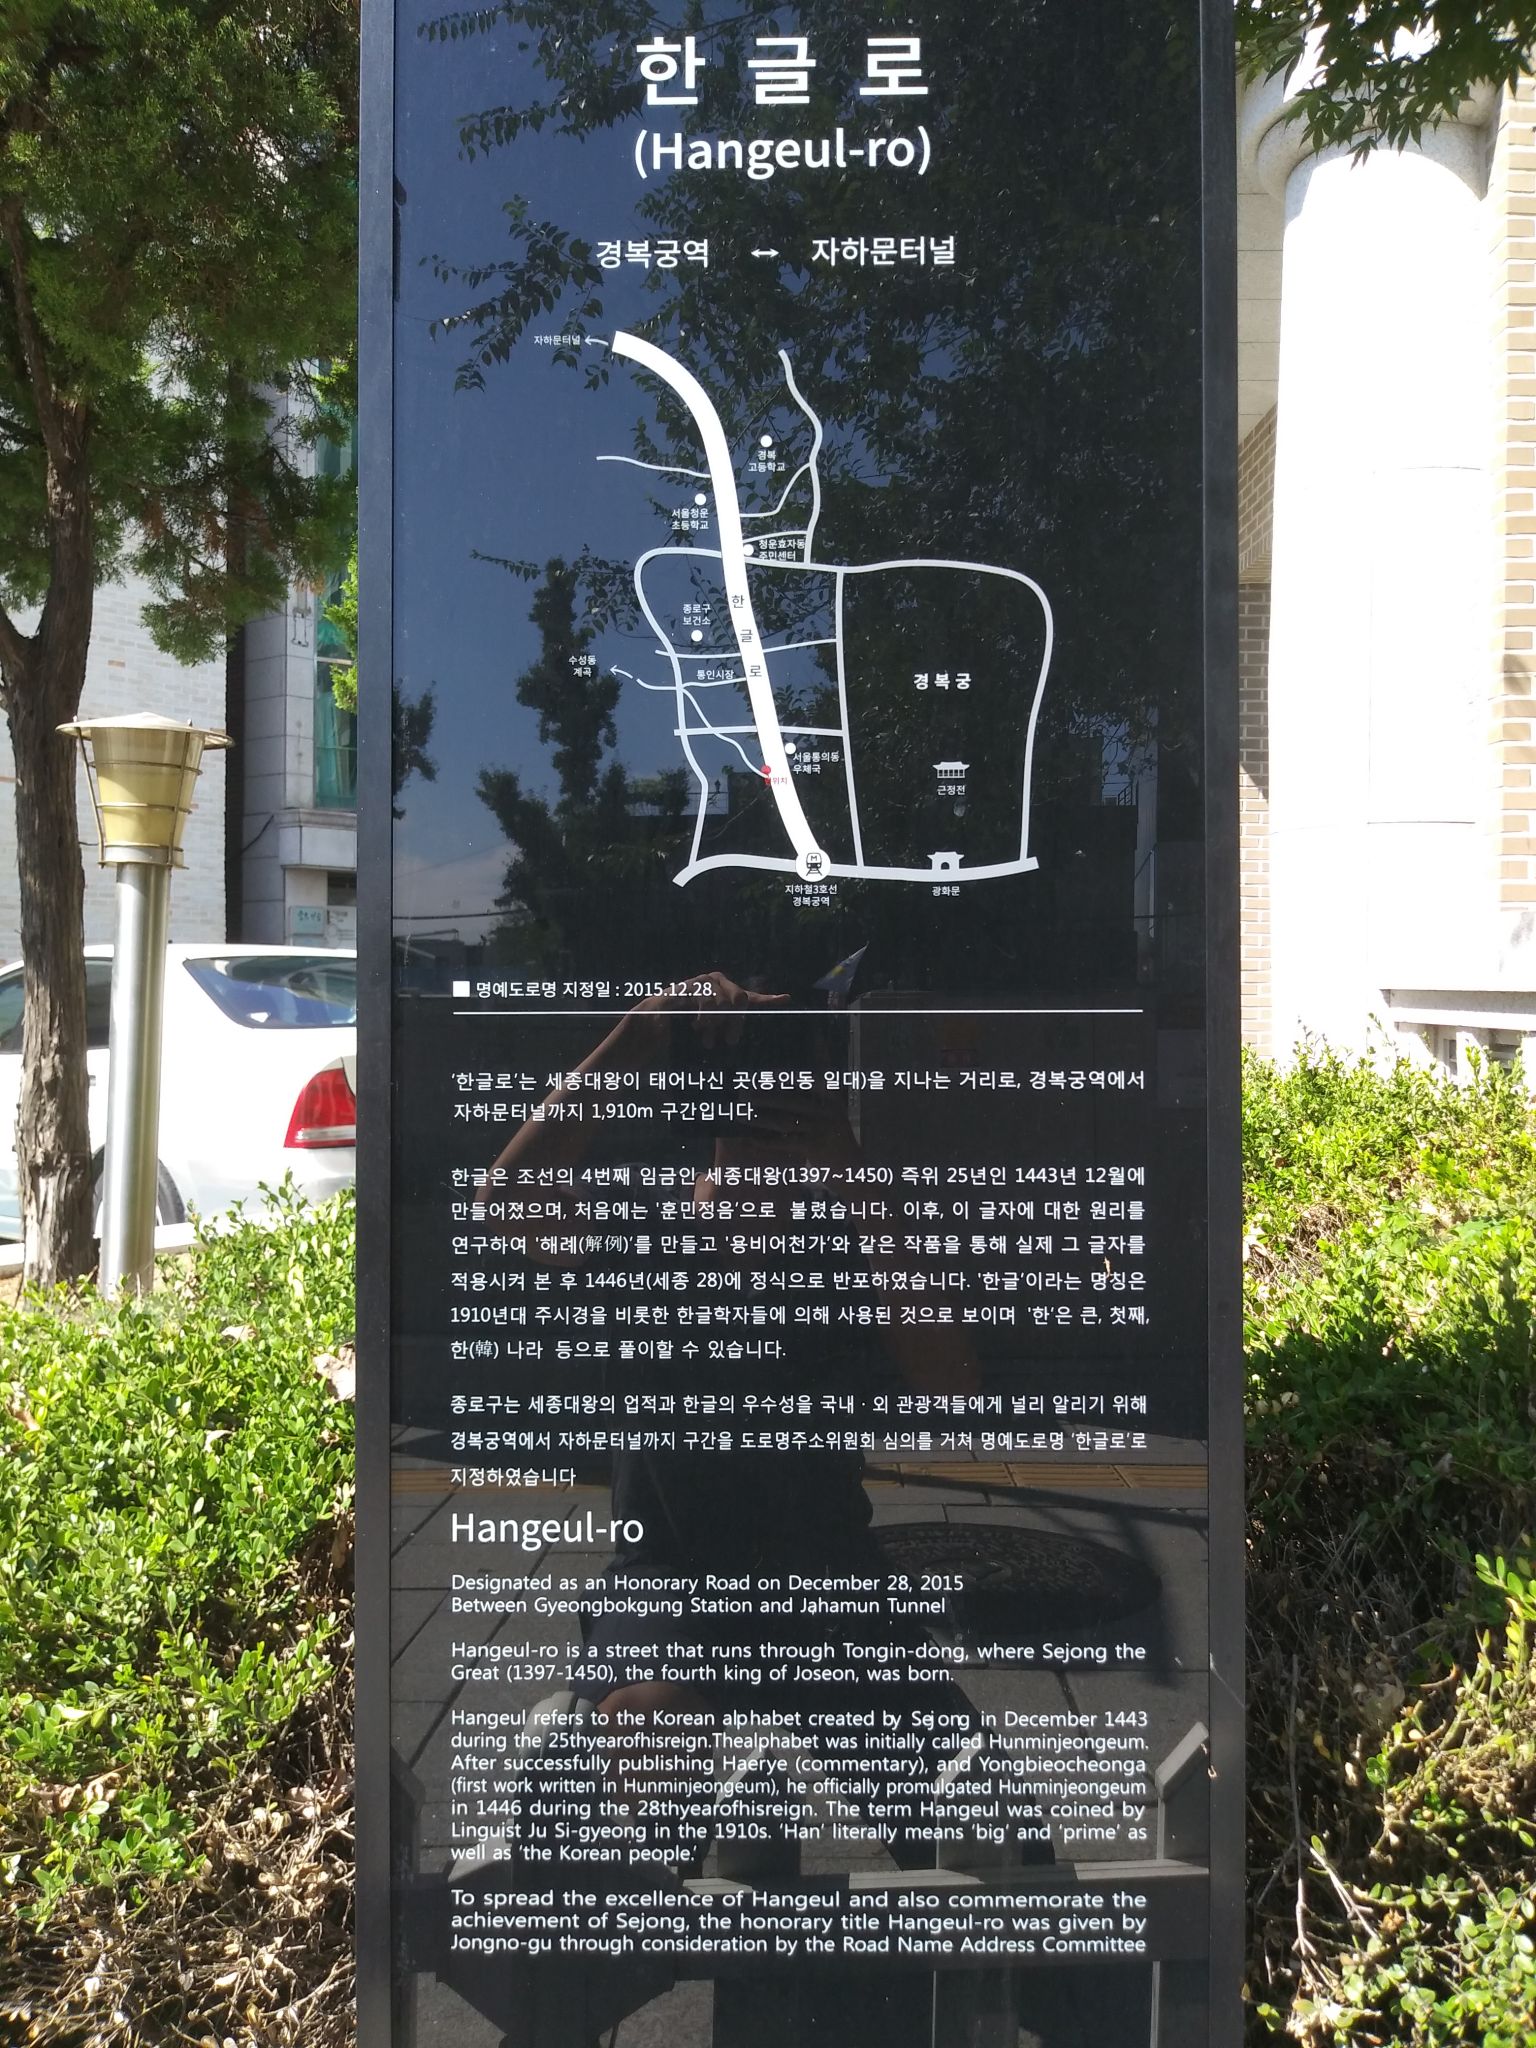 한글로
(Hangeul-ro)
경복궁역 ↔ 자하문터널
자하문터널 ←
경복
고등학교
서울청운
초등학교
청운효자동
주민센터
한
글
로
종로구
보건소
수성동
계곡
통인시장
경복궁
서울통의동
우체국
위치
근정전
M
지하철3호선
경복궁역
광화문
■ 명예도로명 지정일 : 2015.12.28.
'한글로'는 세종대왕이 태어나신 곳(통인동 일대)을 지나는 거리로, 경복궁역에서
자하문터널까지 1,910m 구간입니다.
한글은 조선의 4번째 임금인 세종대왕(1397~1450) 즉위 25년인 1443년 12월에
만들어졌으며, 처음에는 '훈민정음'으로 불렸습니다. 이후, 이 글자에 대한 원리를
연구하여 '해례(解例)'를 만들고 '용비어천가'와 같은 작품을 통해 실제 그 글자를
적용시켜 본 후 1446년(세종 28)에 정식으로 반포하였습니다. '한글'이라는 명칭은
1910년대 주시경을 비롯한 한글학자들에 의해 사용된 것으로 보이며 '한'은 큰, 첫째,
한(韓) 나라 등으로 풀이할 수 있습니다.
종로구는 세종대왕의 업적과 한글의 우수성을 국내 · 외 관광객들에게 널리 알리기 위해
경복궁역에서 자하문터널까지 구간을 도로명주소위원회 심의를 거쳐 명예도로명 '한글로'로
지정하였습니다
Hangeul-ro
Designated as an Honorary Road on December 28, 2015
Between Gyeongbokgung Station and Jahamun Tunnel
Hangeul-ro is a street that runs through Tongin-dong, where Sejong the
Great (1397-1450), the fourth king of Joseon, was born.
Hangeul refers to the Korean alphabet created by Sejong in December 1443
during the 25thyearofhisreign.Thealphabet was initially called Hunminjeongeum.
After successfully publishing Haerye (commentary), and Yongbieocheonga
(first work written in Hunminjeongeum), he officially promulgated Hunminjeongeum
in 1446 during the 28thyearofhisreign. The term Hangeul was coined by
Linguist Ju Si-gyeong in the 1910s. 'Han' literally means 'big' and 'prime' as
well as 'the Korean people.'
To spread the excellence of Hangeul and also commemorate the
achievement of Sejong, the honorary title Hangeul-ro was given by
Jongno-gu through consideration by the Road Name Address Committee